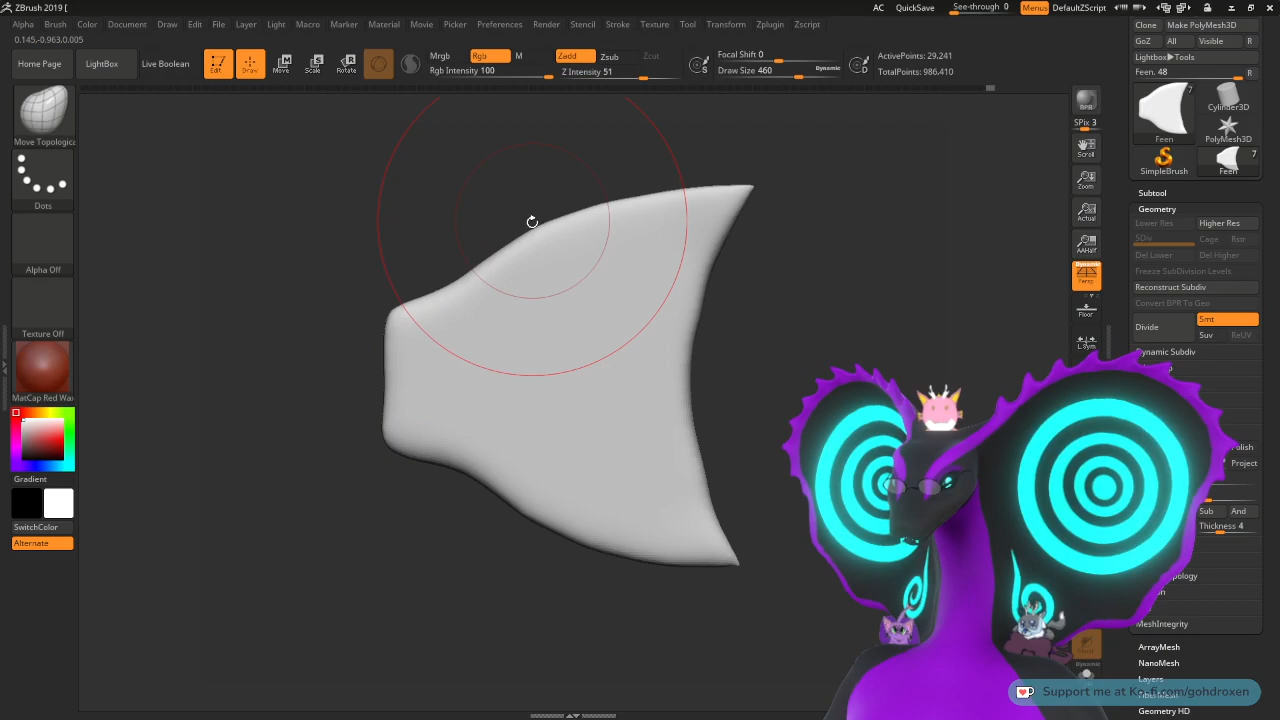 ZBrush 2019 [
AC
QuickSave
See-through 0
Menus
DefaultZScript
Alpha
Brush
Color
Document
Draw
Edit
File
Layer
Light
Macro
Marker
Material
Movie
Picker
Preferences
Render
Stencil
Stroke
Texture
Tool
Transform
Zplugin
Zscript
0.145,-0.963,0.005
Home Page
LightBox
Live Boolean
Edit
Draw
Move
Scale
Rotate
Mrgb
Rgb
M
Rgb Intensity 100
Zadd
Zsub
Zcut
Z Intensity 51
Focal Shift 0
Draw Size 460
Dynamic
ActivePoints: 29,241
TotalPoints: 986,410
Move Topologica
Dots
Alpha Off
Texture Off
MatCap Red Wax
Gradient
SwitchColor
Alternate
BPR
SPix 3
Scroll
Zoom
Actual
AAHalf
Dynamic
Persp
Floor
L.Sym
Dynamic
Clone
Make PolyMesh3D
GoZ
All
Visible
R
Lightbox▶Tools
Feen. 48
R
7
Feen
Cylinder3D
PolyMesh3D
SimpleBrush
7
Feen
Subtool
Geometry
Lower Res
Higher Res
SDiv
Cage
Rstr
Del Lower
Del Higher
Freeze SubDivision Levels
Reconstruct Subdiv
Convert BPR To Geo
Divide
Smt
Suv
ReUV
Dynamic Subdiv
Polish
Project
Sub
And
Thickness 4
MeshIntegrity
ArrayMesh
NanoMesh
Layers
Geometry HD
Support me at Ko-fi.com/gohdroxen